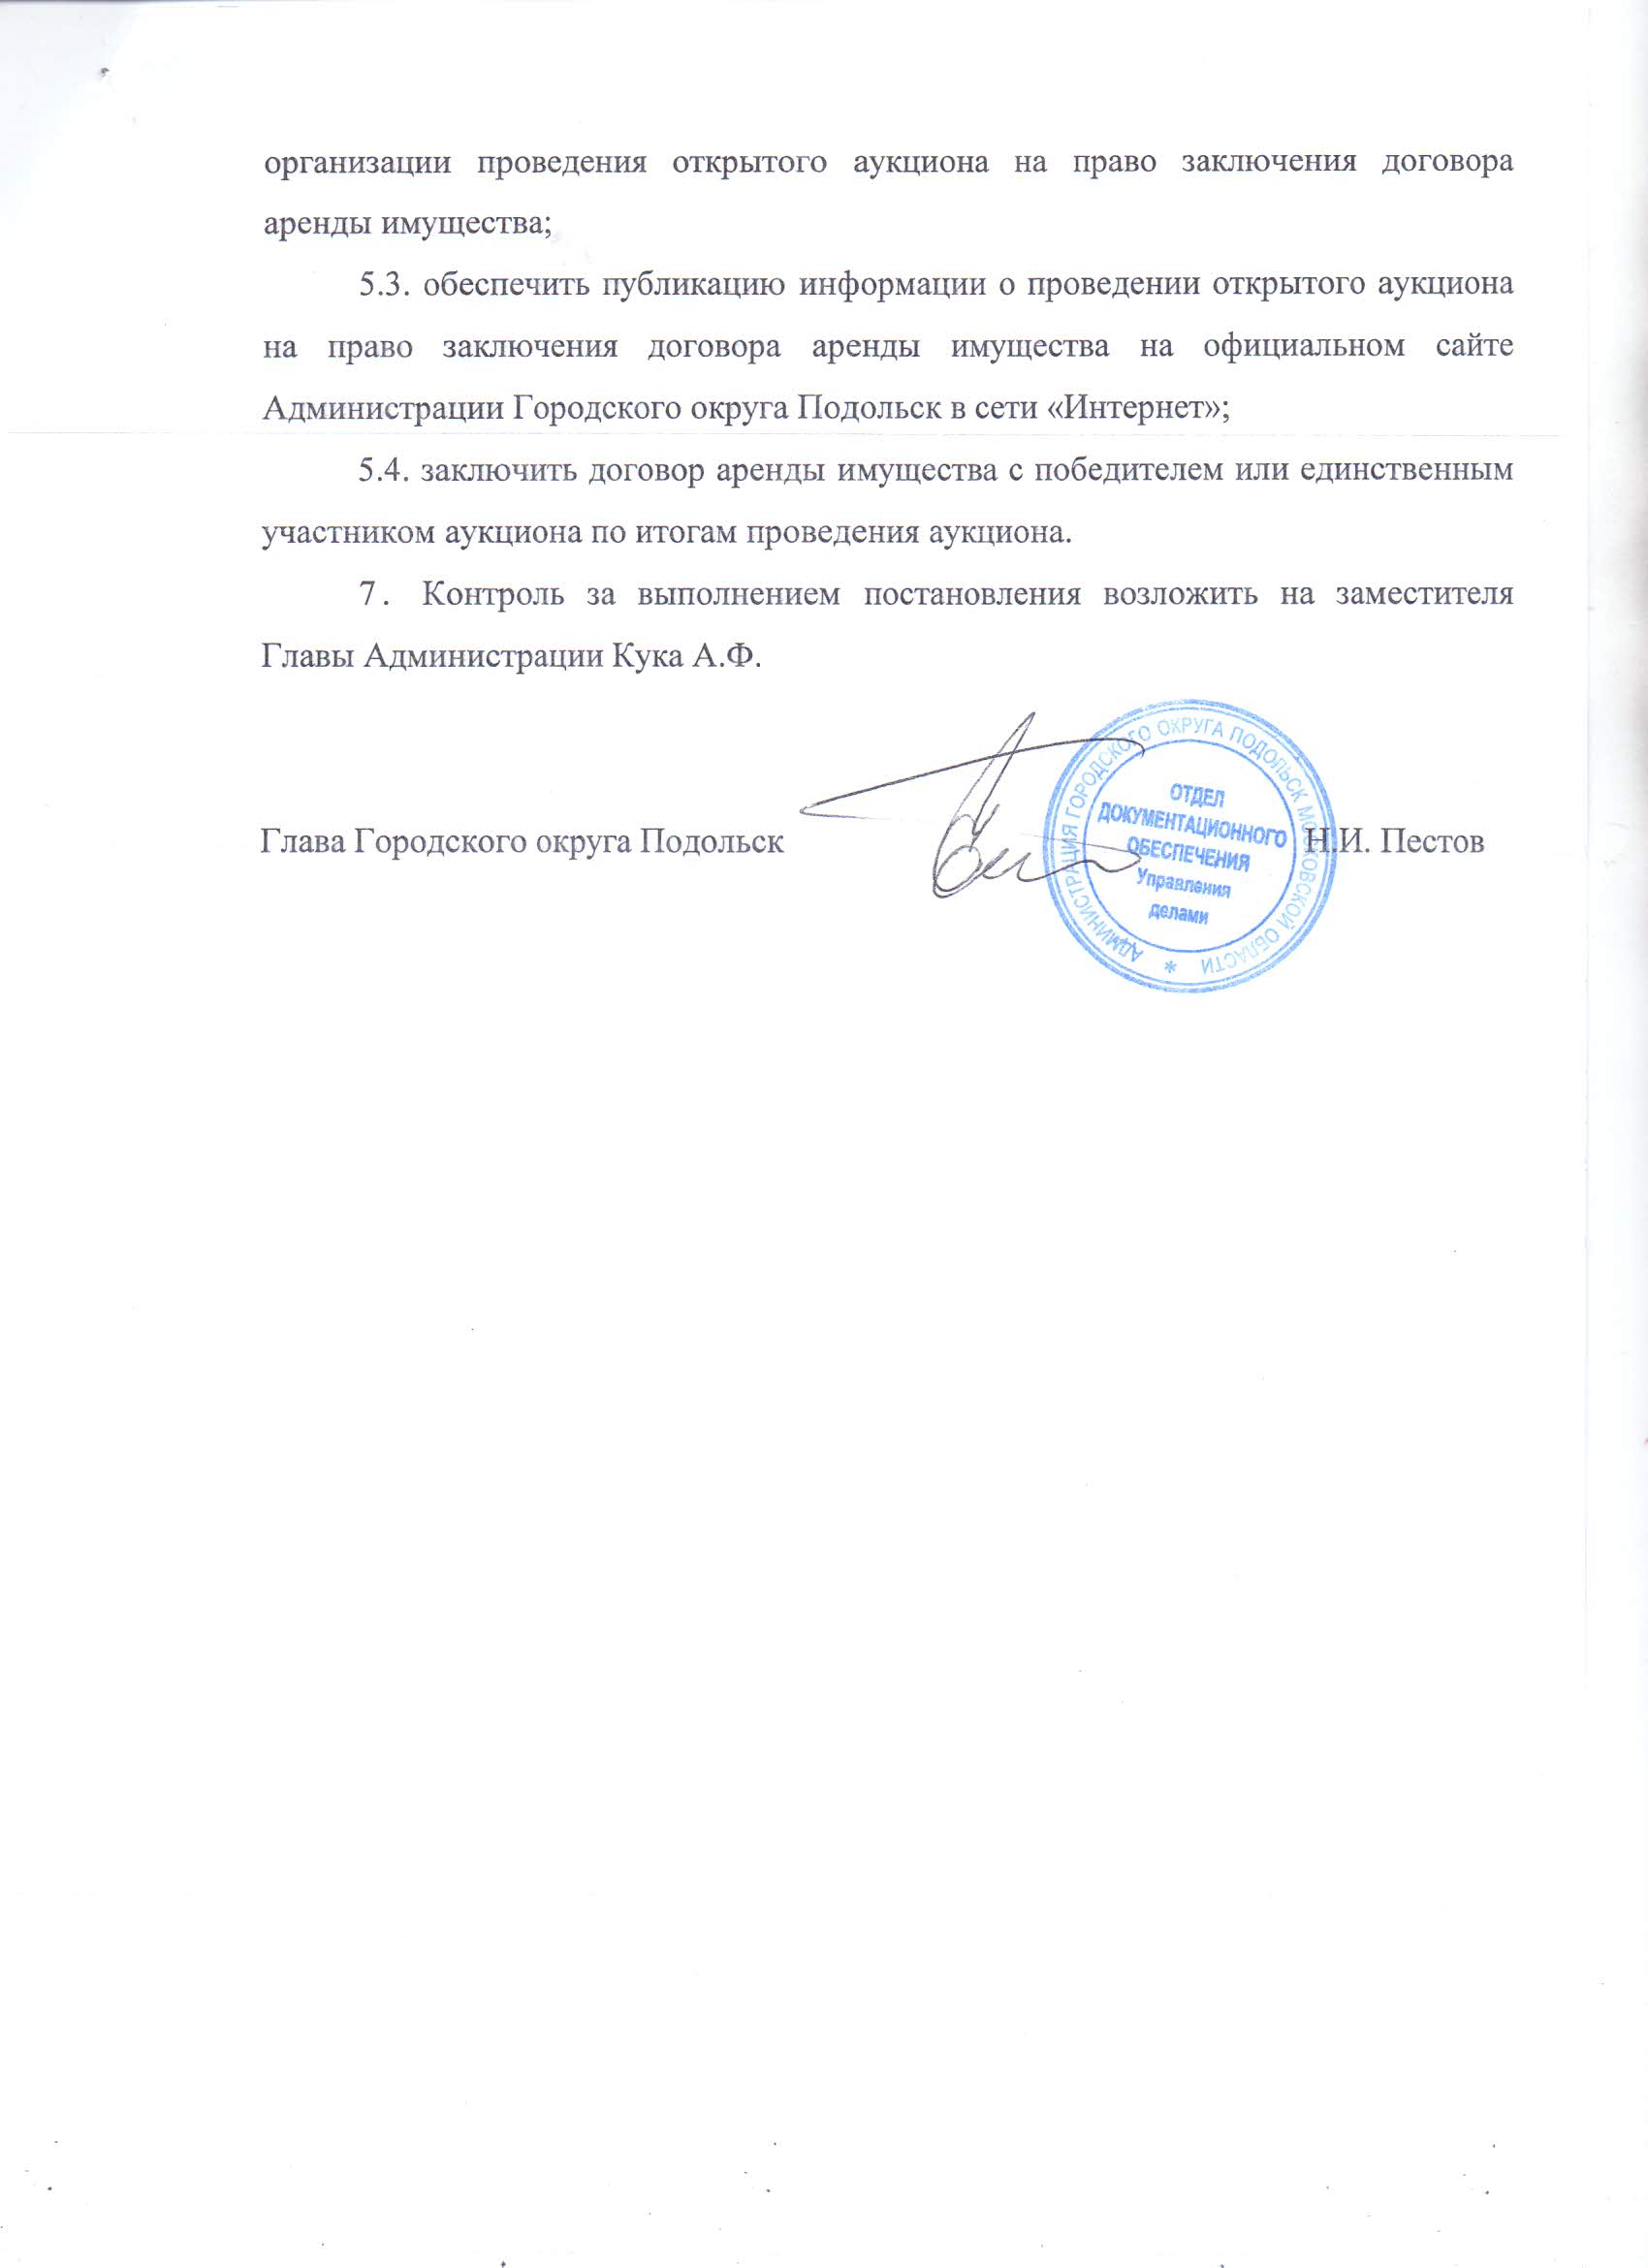 организации проведения открытого аукциона на право заключения договора
аренды имущества;
5.3. обеспечить публикацию информации о проведении открытого аукциона
на право заключения договора аренды имущества на официальном сайте
Администрации Городского округа Подольск в сети «Интернет»;
5.4. заключить договор аренды имущества с победителем или единственным
участником аукциона по итогам проведения аукциона.
7. Контроль за выполнением постановления возложить на заместителя
Главы Администрации Кука А.Ф.
Глава Городского округа Подольск
Н.И. Пестов
АДМИНИСТРАЦИЯ ГОРОДСКОГО ОКРУГА ПОДОЛЬСК МОСКОВСКОЙ ОБЛАСТИ *
ОТДЕЛ
ДОКУМЕНТАЦИОННОГО
ОБЕСПЕЧЕНИЯ
Управления
делами